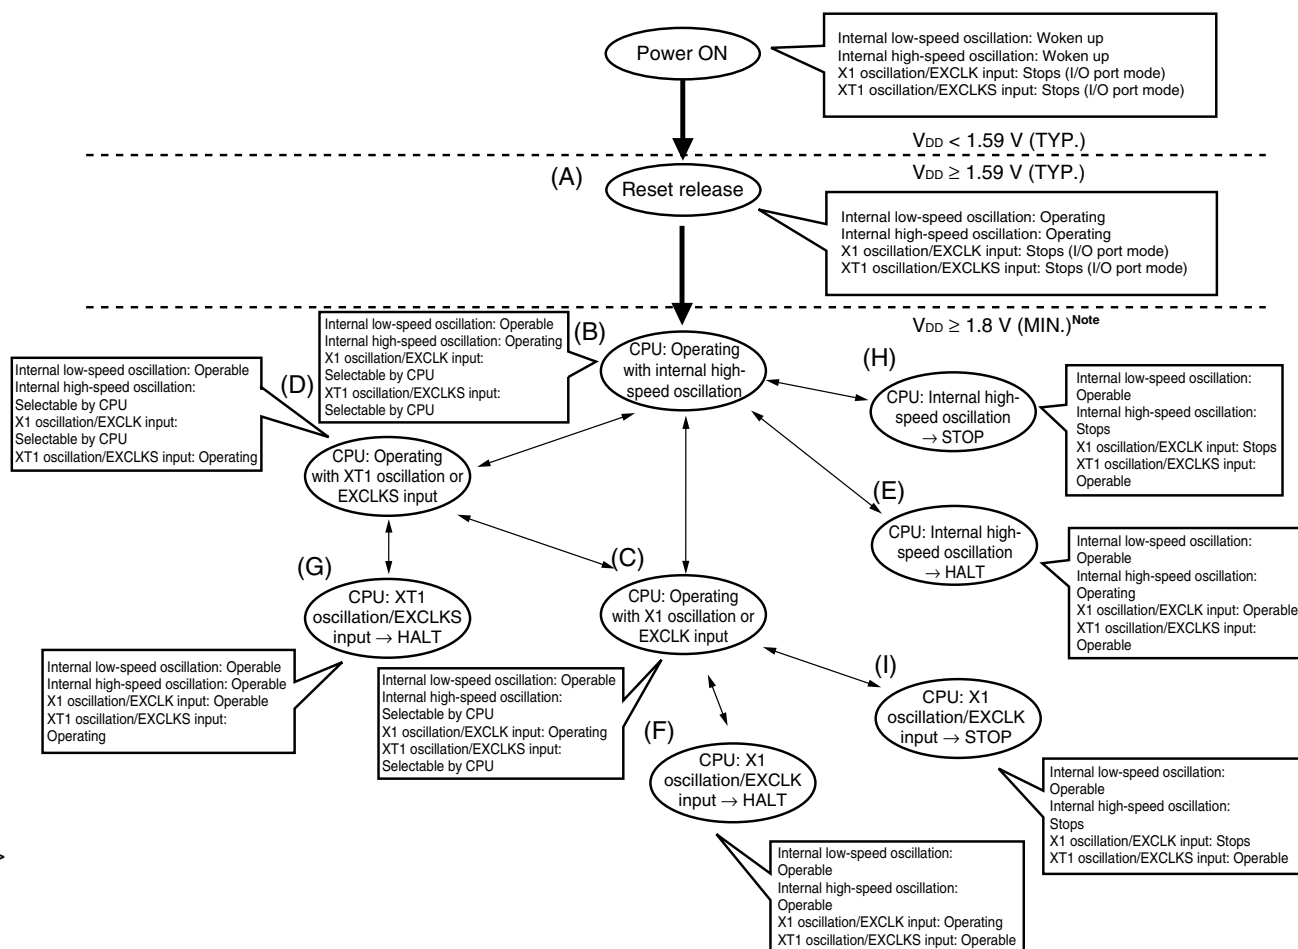 Power ON
Internal low-speed oscillation: Woken up
Internal high-speed oscillation: Woken up
X1 oscillation/EXCLK input: Stops (I/O port mode)
XT1 oscillation/EXCLKS input: Stops (I/O port mode)
VDD < 1.59 V (TYP.)
VDD ≥ 1.59 V (TYP.)
(A)
Reset release
Internal low-speed oscillation: Operating
Internal high-speed oscillation: Operating
X1 oscillation/EXCLK input: Stops (I/O port mode)
XT1 oscillation/EXCLKS input: Stops (I/O port mode)
VDD ≥ 1.8 V (MIN.)Note
(B)
CPU: Operating
with internal high-
speed oscillation
Internal low-speed oscillation: Operable
Internal high-speed oscillation: Operating
X1 oscillation/EXCLK input:
Selectable by CPU
XT1 oscillation/EXCLKS input:
Selectable by CPU
(D)
Internal low-speed oscillation: Operable
Internal high-speed oscillation:
Selectable by CPU
X1 oscillation/EXCLK input:
Selectable by CPU
XT1 oscillation/EXCLKS input: Operating
CPU: Operating
with XT1 oscillation or
EXCLKS input
(H)
CPU: Internal high-
speed oscillation
→ STOP
Internal low-speed oscillation:
Operable
Internal high-speed oscillation:
Stops
X1 oscillation/EXCLK input: Stops
XT1 oscillation/EXCLKS input:
Operable
(E)
CPU: Internal high-
speed oscillation
→ HALT
Internal low-speed oscillation:
Operable
Internal high-speed oscillation:
Operating
X1 oscillation/EXCLK input: Operable
XT1 oscillation/EXCLKS input:
Operable
(G)
CPU: XT1
oscillation/EXCLKS
input → HALT
Internal low-speed oscillation: Operable
Internal high-speed oscillation: Operable
X1 oscillation/EXCLK input: Operable
XT1 oscillation/EXCLKS input:
Operating
(C)
CPU: Operating
with X1 oscillation or
EXCLK input
Internal low-speed oscillation: Operable
Internal high-speed oscillation:
Selectable by CPU
X1 oscillation/EXCLK input: Operating
XT1 oscillation/EXCLKS input:
Selectable by CPU
(I)
CPU: X1
oscillation/EXCLK
input → STOP
Internal low-speed oscillation:
Operable
Internal high-speed oscillation:
Stops
X1 oscillation/EXCLK input: Stops
XT1 oscillation/EXCLKS input: Operable
(F)
CPU: X1
oscillation/EXCLK
input → HALT
Internal low-speed oscillation:
Operable
Internal high-speed oscillation:
Operable
X1 oscillation/EXCLK input: Operating
XT1 oscillation/EXCLKS input: Operable
>